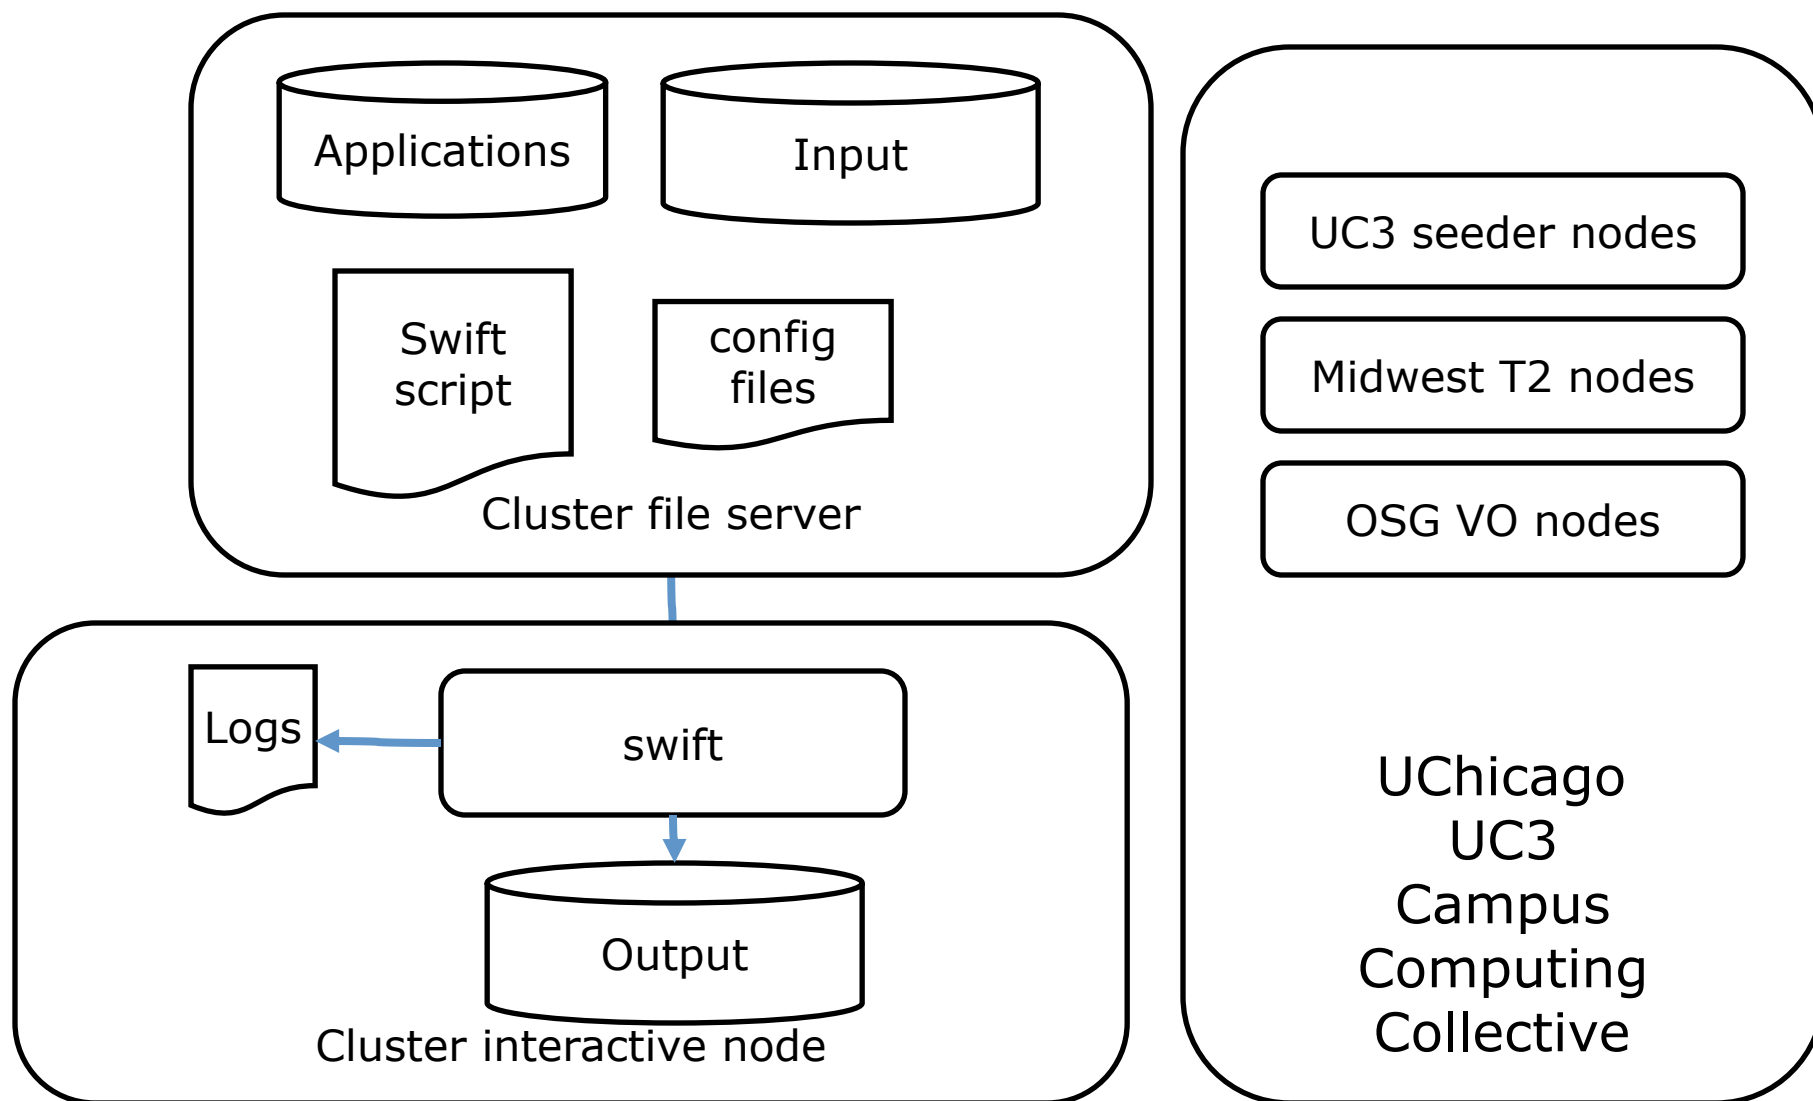 Applications
Input
Swift
script
config
files
Cluster file server
Logs
swift
Output
Cluster interactive node
UC3 seeder nodes
Midwest T2 nodes
OSG VO nodes
UChicago
UC3
Campus
Computing
Collective